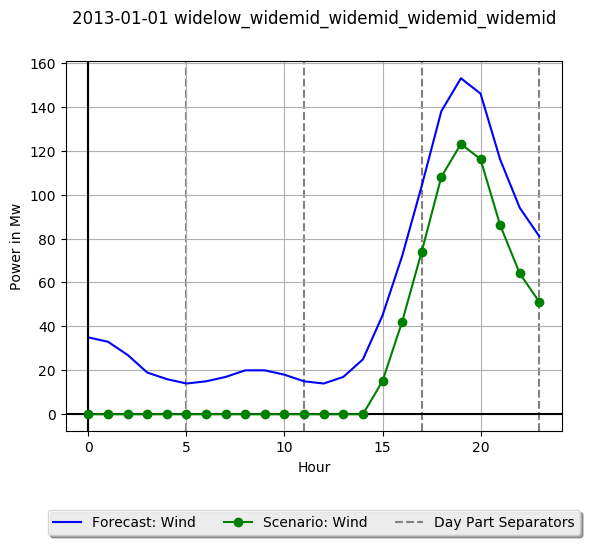 2013-01-01 widelow_widemid_widemid_widemid_widemid
160
140
120
100
80
60
40
20
0
Power in Mw
0 5 10 15 20
Hour
Forecast: Wind Scenario: Wind Day Part Separators